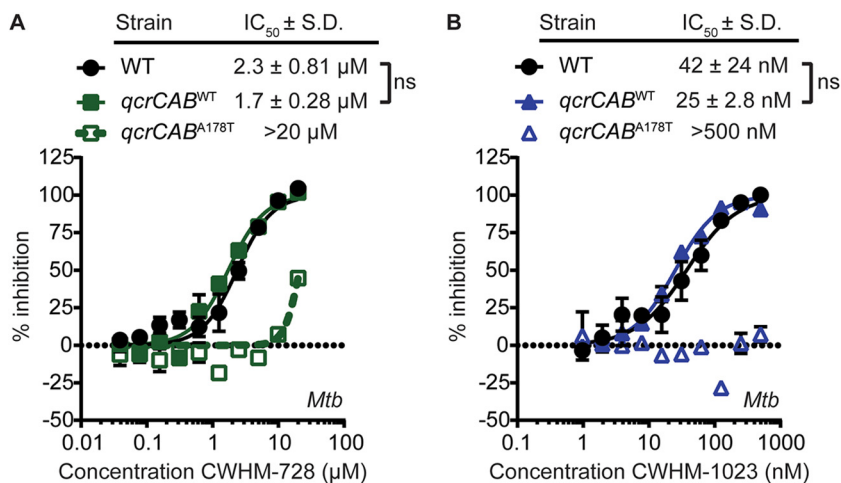 A
Strain IC50 ± S.D.
WT 2.3 ± 0.81 µM
qcrCABWT 1.7 ± 0.28 µM
ns
qcrCABA178T >20 µM
125
100
75
50
25
0
-25
-50
% inhibition
Mtb
0.01 0.1 1 10 100
Concentration CWHM-728 (µM)
B
Strain IC50 ± S.D.
WT 42 ± 24 nM
qcrCABWT 25 ± 2.8 nM
ns
qcrCABA178T >500 nM
125
100
75
50
25
0
-25
-50
% inhibition
Mtb
0.1 1 10 100 1000
Concentration CWHM-1023 (nM)